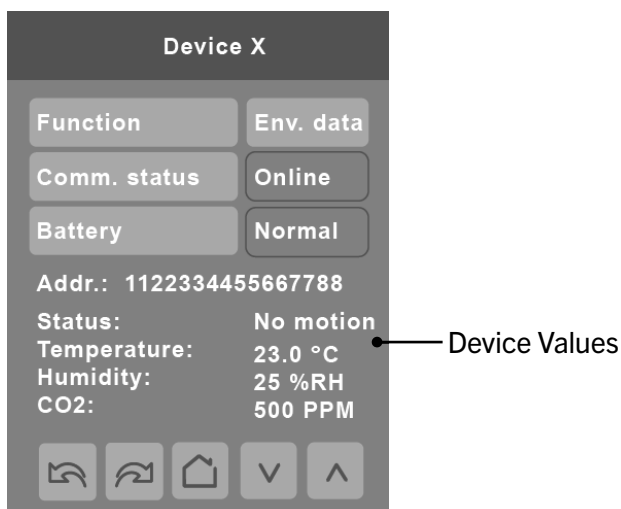 Device X
Function Env. data
Comm. status Online
Battery Normal
Addr.: 1122334455667788
Status: No motion
Temperature: 23.0 °C
Humidity: 25 %RH
CO2: 500 PPM
Device Values